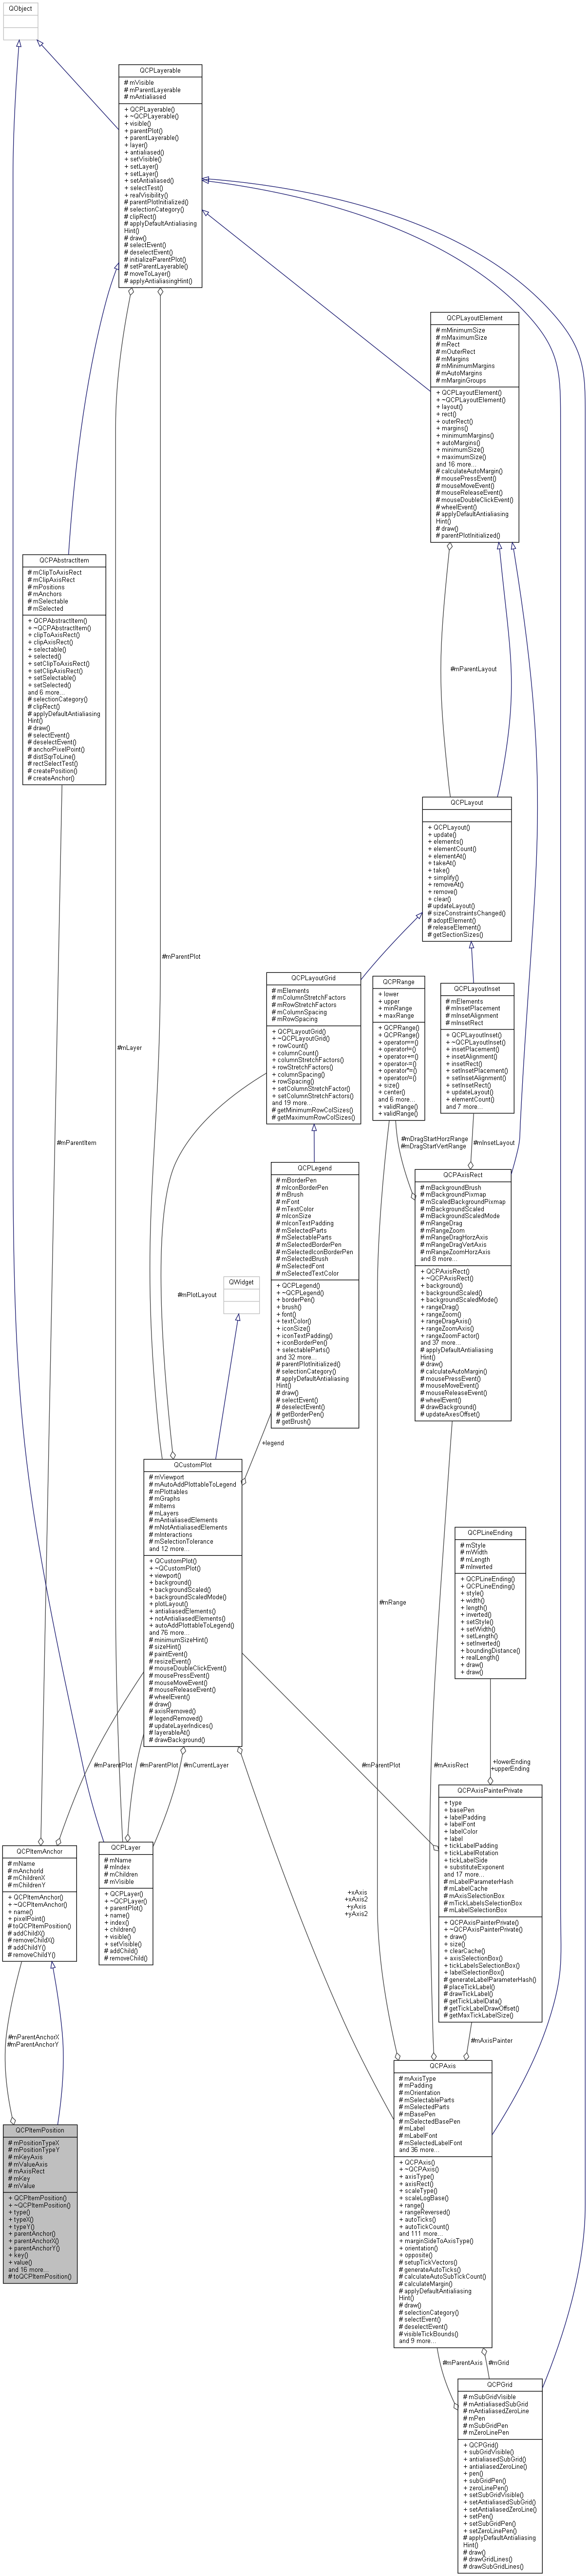 QObject
QCPLayerable
# mVisible
# mParentLayerable
# mAntialiased
+ QCPLayerable()
+ ~QCPLayerable()
+ visible()
+ parentPlot()
+ parentLayerable()
+ layer()
+ antialiased()
+ setVisible()
+ setLayer()
+ setLayer()
+ setAntialiased()
+ selectTest()
+ realVisibility()
# parentPlotInitialized()
# selectionCategory()
# clipRect()
# applyDefaultAntialiasing
Hint()
# draw()
# selectEvent()
# deselectEvent()
# initializeParentPlot()
# setParentLayerable()
# moveToLayer()
# applyAntialiasingHint()
QCPLayoutElement
# mMinimumSize
# mMaximumSize
# mRect
# mOuterRect
# mMargins
# mMinimumMargins
# mAutoMargins
# mMarginGroups
+ QCPLayoutElement()
+ ~QCPLayoutElement()
+ layout()
+ rect()
+ outerRect()
+ margins()
+ minimumMargins()
+ autoMargins()
+ minimumSize()
+ maximumSize()
and 16 more...
# calculateAutoMargin()
# mousePressEvent()
# mouseMoveEvent()
# mouseReleaseEvent()
# mouseDoubleClickEvent()
# wheelEvent()
# applyDefaultAntialiasing
Hint()
# draw()
# parentPlotInitialized()
QCPAbstractItem
# mClipToAxisRect
# mClipAxisRect
# mPositions
# mAnchors
# mSelectable
# mSelected
+ QCPAbstractItem()
+ ~QCPAbstractItem()
+ clipToAxisRect()
+ clipAxisRect()
+ selectable()
+ selected()
+ setClipToAxisRect()
+ setClipAxisRect()
+ setSelectable()
+ setSelected()
and 6 more...
# selectionCategory()
# clipRect()
# applyDefaultAntialiasing
Hint()
# draw()
# selectEvent()
# deselectEvent()
# anchorPixelPoint()
# distSqrToLine()
# rectSelectTest()
# createPosition()
# createAnchor()
#mParentLayout
QCPLayout
+ QCPLayout()
+ update()
+ elements()
+ elementCount()
+ elementAt()
+ takeAt()
+ take()
+ simplify()
+ removeAt()
+ remove()
+ clear()
# updateLayout()
# sizeConstraintsChanged()
# adoptElement()
# releaseElement()
# getSectionSizes()
#mParentPlot
#mLayer
#mParentItem
QCPLayoutGrid
# mElements
# mColumnStretchFactors
# mRowStretchFactors
# mColumnSpacing
# mRowSpacing
+ QCPLayoutGrid()
+ ~QCPLayoutGrid()
+ rowCount()
+ columnCount()
+ columnStretchFactors()
+ rowStretchFactors()
+ columnSpacing()
+ rowSpacing()
+ setColumnStretchFactor()
+ setColumnStretchFactors()
and 19 more...
# getMinimumRowColSizes()
# getMaximumRowColSizes()
QCPRange
+ lower
+ upper
+ minRange
+ maxRange
+ QCPRange()
+ QCPRange()
+ operator==()
+ operator!=()
+ operator+=()
+ operator-=()
+ operator*=()
+ operator/=()
+ size()
+ center()
and 6 more...
+ validRange()
+ validRange()
QCPLayoutInset
# mElements
# mInsetPlacement
# mInsetAlignment
# mInsetRect
+ QCPLayoutInset()
+ ~QCPLayoutInset()
+ insetPlacement()
+ insetAlignment()
+ insetRect()
+ setInsetPlacement()
+ setInsetAlignment()
+ setInsetRect()
+ updateLayout()
+ elementCount()
and 7 more...
#mDragStartHorzRange
#mDragStartVertRange
#mInsetLayout
QCPLegend
# mBorderPen
# mIconBorderPen
# mBrush
# mFont
# mTextColor
# mIconSize
# mIconTextPadding
# mSelectedParts
# mSelectableParts
# mSelectedBorderPen
# mSelectedIconBorderPen
# mSelectedBrush
# mSelectedFont
# mSelectedTextColor
+ QCPLegend()
+ ~QCPLegend()
+ borderPen()
+ brush()
+ font()
+ textColor()
+ iconSize()
+ iconTextPadding()
+ iconBorderPen()
+ selectableParts()
and 32 more...
# parentPlotInitialized()
# selectionCategory()
# applyDefaultAntialiasing
Hint()
# draw()
# selectEvent()
# deselectEvent()
# getBorderPen()
# getBrush()
QCPAxisRect
# mBackgroundBrush
# mBackgroundPixmap
# mScaledBackgroundPixmap
# mBackgroundScaled
# mBackgroundScaledMode
# mRangeDrag
# mRangeZoom
# mRangeDragHorzAxis
# mRangeDragVertAxis
# mRangeZoomHorzAxis
and 8 more...
+ QCPAxisRect()
+ ~QCPAxisRect()
+ background()
+ backgroundScaled()
+ backgroundScaledMode()
+ rangeDrag()
+ rangeZoom()
+ rangeDragAxis()
+ rangeZoomAxis()
+ rangeZoomFactor()
and 37 more...
# applyDefaultAntialiasing
Hint()
# draw()
# calculateAutoMargin()
# mousePressEvent()
# mouseMoveEvent()
# mouseReleaseEvent()
# wheelEvent()
# drawBackground()
# updateAxesOffset()
QWidget
#mPlotLayout
+legend
QCustomPlot
# mViewport
# mAutoAddPlottableToLegend
# mPlottables
# mGraphs
# mItems
# mLayers
# mAntialiasedElements
# mNotAntialiasedElements
# mInteractions
# mSelectionTolerance
and 12 more...
+ QCustomPlot()
+ ~QCustomPlot()
+ viewport()
+ background()
+ backgroundScaled()
+ backgroundScaledMode()
+ plotLayout()
+ antialiasedElements()
+ notAntialiasedElements()
+ autoAddPlottableToLegend()
and 76 more...
# minimumSizeHint()
# sizeHint()
# paintEvent()
# resizeEvent()
# mouseDoubleClickEvent()
# mousePressEvent()
# mouseMoveEvent()
# mouseReleaseEvent()
# wheelEvent()
# draw()
# axisRemoved()
# legendRemoved()
# updateLayerIndices()
# layerableAt()
# drawBackground()
#mRange
QCPLineEnding
# mStyle
# mWidth
# mLength
# mInverted
+ QCPLineEnding()
+ QCPLineEnding()
+ style()
+ width()
+ length()
+ inverted()
+ setStyle()
+ setWidth()
+ setLength()
+ setInverted()
+ boundingDistance()
+ realLength()
+ draw()
+ draw()
#mParentPlot
#mParentPlot
#mCurrentLayer
#mParentPlot
#mAxisRect
+lowerEnding
+upperEnding
QCPAxisPainterPrivate
+ type
+ basePen
+ labelPadding
+ labelFont
+ labelColor
+ label
+ tickLabelPadding
+ tickLabelRotation
+ tickLabelSide
+ substituteExponent
and 17 more...
# mLabelParameterHash
# mLabelCache
# mAxisSelectionBox
# mTickLabelsSelectionBox
# mLabelSelectionBox
+ QCPAxisPainterPrivate()
+ ~QCPAxisPainterPrivate()
+ draw()
+ size()
+ clearCache()
+ axisSelectionBox()
+ tickLabelsSelectionBox()
+ labelSelectionBox()
# generateLabelParameterHash()
# placeTickLabel()
# drawTickLabel()
# getTickLabelData()
# getTickLabelDrawOffset()
# getMaxTickLabelSize()
QCPItemAnchor
# mName
# mAnchorId
# mChildrenX
# mChildrenY
+ QCPItemAnchor()
+ ~QCPItemAnchor()
+ name()
+ pixelPoint()
# toQCPItemPosition()
# addChildX()
# removeChildX()
# addChildY()
# removeChildY()
QCPLayer
# mName
# mIndex
# mChildren
# mVisible
+ QCPLayer()
+ ~QCPLayer()
+ parentPlot()
+ name()
+ index()
+ children()
+ visible()
+ setVisible()
# addChild()
# removeChild()
+xAxis
+xAxis2
+yAxis
+yAxis2
#mParentAnchorX
#mParentAnchorY
#mAxisPainter
QCPItemPosition
# mPositionTypeX
# mPositionTypeY
# mKeyAxis
# mValueAxis
# mAxisRect
# mKey
# mValue
+ QCPItemPosition()
+ ~QCPItemPosition()
+ type()
+ typeX()
+ typeY()
+ parentAnchor()
+ parentAnchorX()
+ parentAnchorY()
+ key()
+ value()
and 16 more...
# toQCPItemPosition()
QCPAxis
# mAxisType
# mPadding
# mOrientation
# mSelectableParts
# mSelectedParts
# mBasePen
# mSelectedBasePen
# mLabel
# mLabelFont
# mSelectedLabelFont
and 36 more...
+ QCPAxis()
+ ~QCPAxis()
+ axisType()
+ axisRect()
+ scaleType()
+ scaleLogBase()
+ range()
+ rangeReversed()
+ autoTicks()
+ autoTickCount()
and 111 more...
+ marginSideToAxisType()
+ orientation()
+ opposite()
# setupTickVectors()
# generateAutoTicks()
# calculateAutoSubTickCount()
# calculateMargin()
# applyDefaultAntialiasing
Hint()
# draw()
# selectionCategory()
# selectEvent()
# deselectEvent()
# visibleTickBounds()
and 9 more...
#mParentAxis
#mGrid
QCPGrid
# mSubGridVisible
# mAntialiasedSubGrid
# mAntialiasedZeroLine
# mPen
# mSubGridPen
# mZeroLinePen
+ QCPGrid()
+ subGridVisible()
+ antialiasedSubGrid()
+ antialiasedZeroLine()
+ pen()
+ subGridPen()
+ zeroLinePen()
+ setSubGridVisible()
+ setAntialiasedSubGrid()
+ setAntialiasedZeroLine()
+ setPen()
+ setSubGridPen()
+ setZeroLinePen()
# applyDefaultAntialiasing
Hint()
# draw()
# drawGridLines()
# drawSubGridLines()